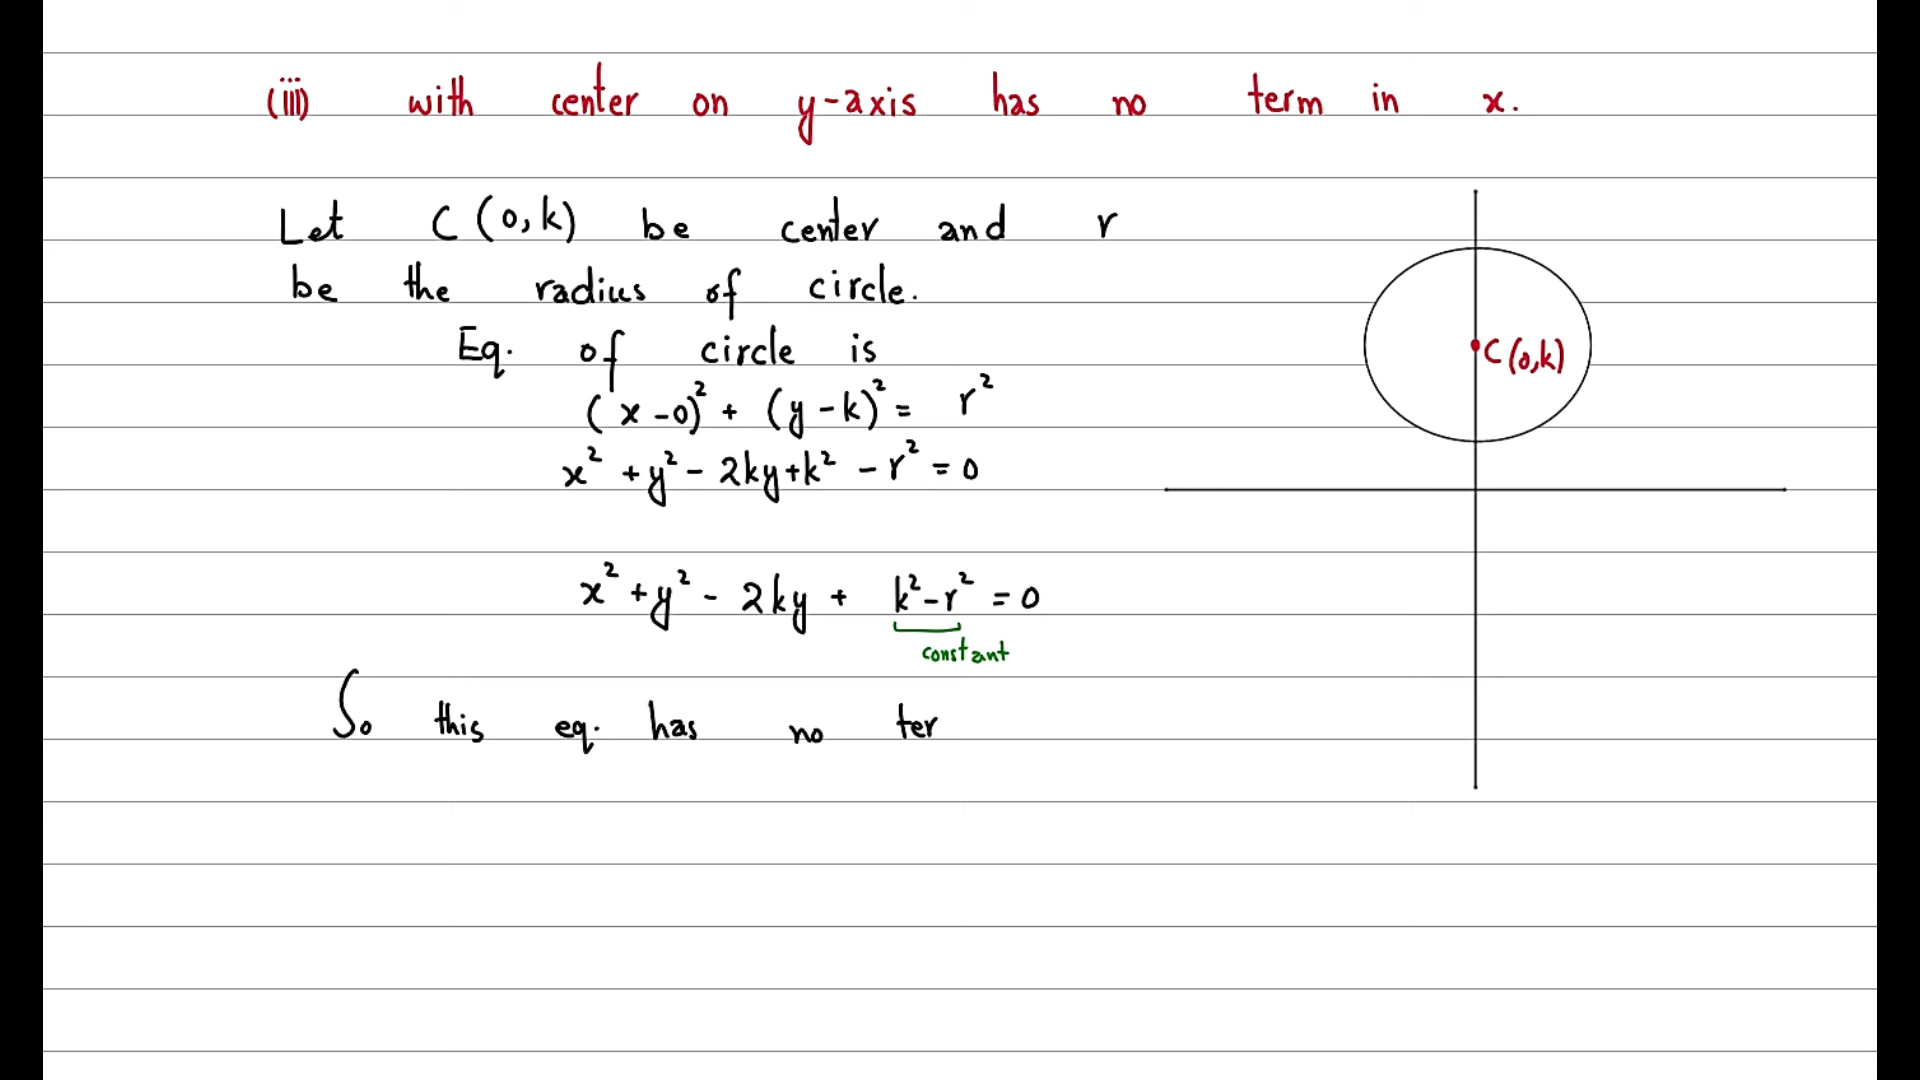 (iii) with center on y-axis has no term in x.
Let C (0,k) be center and r
be the radius of circle.
Eq. of circle is
(x-0)² + (y-k)² = r²
x² + y² - 2ky + k² - r² = 0
x² + y² - 2ky + k² - r² = 0
constant
So this eq. has no ter
C(0,k)